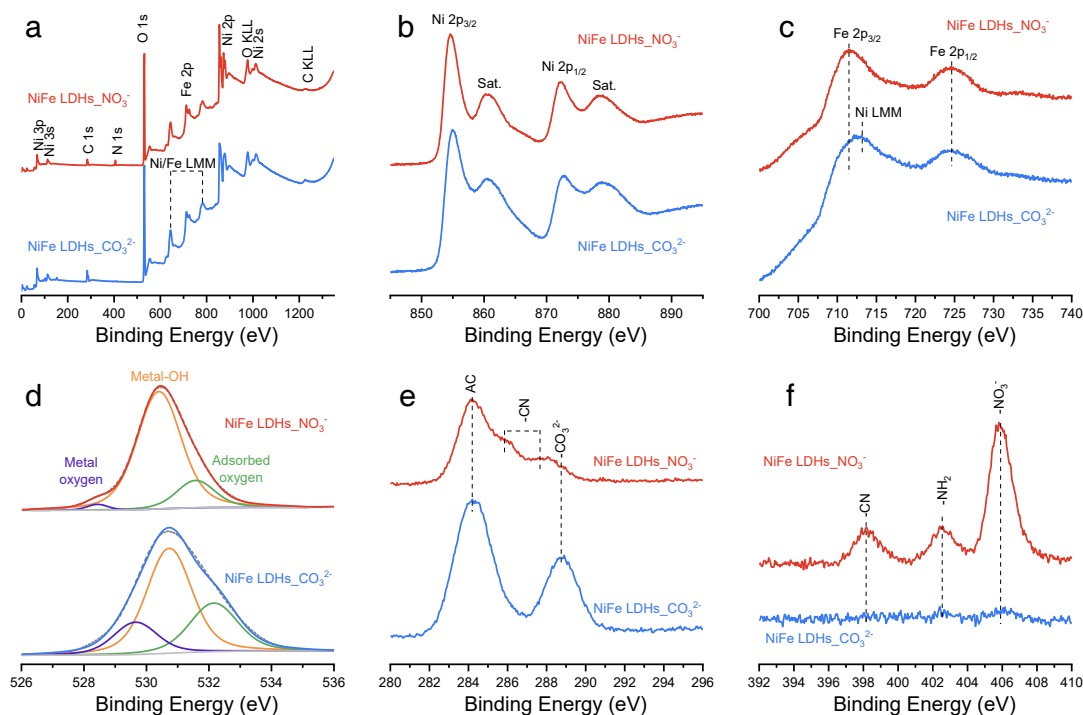 a
O 1s
Ni 2p
O KLL
Ni 2s
C KLL
Fe 2p
NiFe LDHs_NO₃⁻
Ni 3p
Ni 3s
C 1s
N 1s
Ni/Fe LMM
NiFe LDHs_CO₃²⁻
0 200 400 600 800 1000 1200
Binding Energy (eV)
b
Ni 2p₃/₂
NiFe LDHs_NO₃⁻
Sat.
Ni 2p₁/₂
Sat.
NiFe LDHs_CO₃²⁻
850 860 870 880 890
Binding Energy (eV)
c
NiFe LDHs_NO₃⁻
Fe 2p₃/₂
Fe 2p₁/₂
Ni LMM
NiFe LDHs_CO₃²⁻
700 705 710 715 720 725 730 735 740
Binding Energy (eV)
d
Metal-OH
NiFe LDHs_NO₃⁻
Metal
oxygen
Adsorbed
oxygen
NiFe LDHs_CO₃²⁻
526 528 530 532 534 536
Binding Energy (eV)
e
AC
-CN
CO₃²⁻
NiFe LDHs_NO₃⁻
NiFe LDHs_CO₃²⁻
280 282 284 286 288 290 292 294 296
Binding Energy (eV)
f
-NO₃⁻
NiFe LDHs_NO₃⁻
-CN
-NH₂
NiFe LDHs_CO₃²⁻
392 394 396 398 400 402 404 406 408 410
Binding Energy (eV)